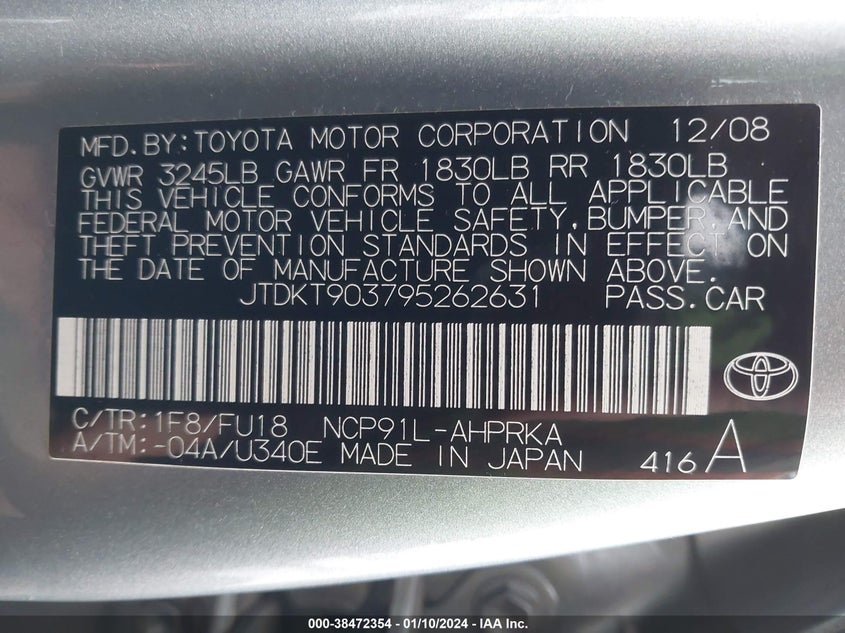 MFD. BY: TOYOTA MOTOR CORPORATION 12/08
GVWR 3245LB GAWR FR 1830LB RR 1830LB
THIS VEHICLE CONFORMS TO ALL APPLICABLE
FEDERAL MOTOR VEHICLE SAFETY, BUMPER, AND
THEFT PREVENTION STANDARDS IN EFFECT ON
THE DATE OF MANUFACTURE SHOWN ABOVE.
JTDKT903795262631 PASS. CAR
C/TR: 1F8/FU18 NCP91L-AHPRKA
A/TM: -04A/U340E MADE IN JAPAN 416 A
000-38472354 / 01/10/2024 - IAA Inc.